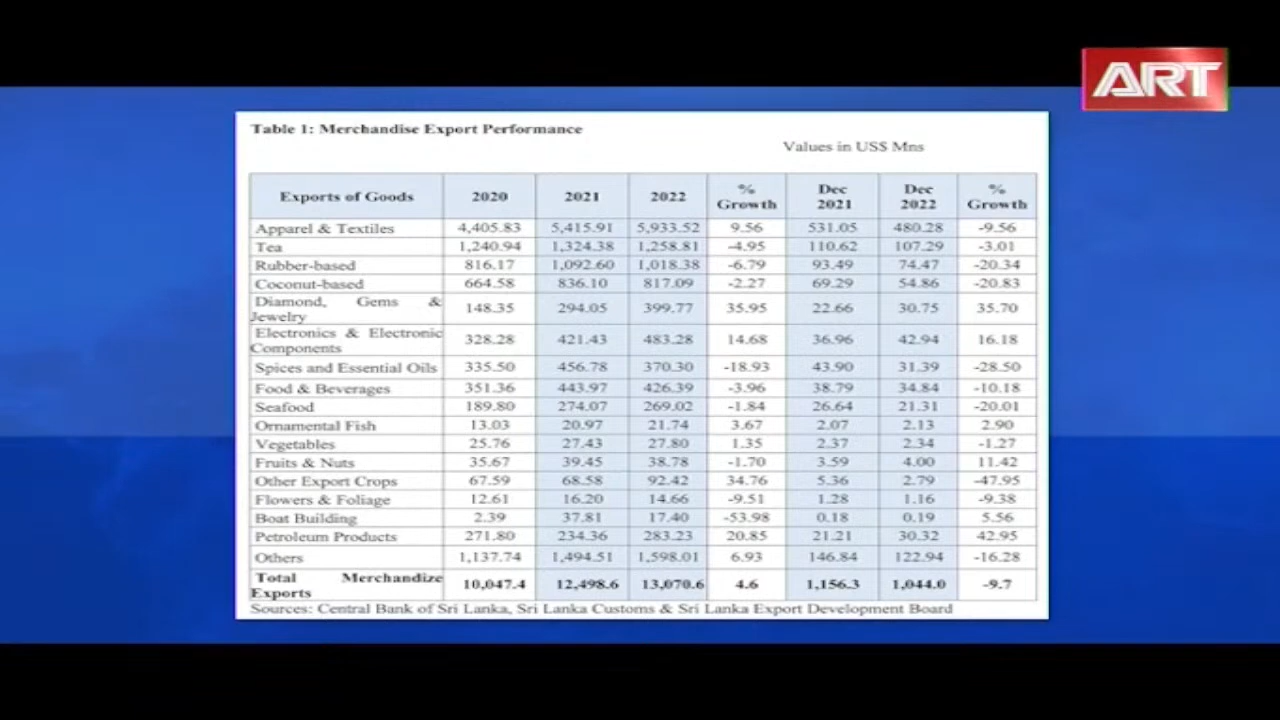 ART
Table 1: Merchandise Export Performance
Values in US$ Mns
Exports of Goods 2020 2021 2022 % Growth Dec 2021 Dec 2022 % Growth
Apparel & Textiles 4,405.83 5,415.91 5,933.52 9.56 531.05 480.28 -9.56
Tea 1,240.94 1,324.38 1,258.81 -4.95 110.62 107.29 -3.01
Rubber-based 816.17 1,092.60 1,018.38 -6.79 93.49 74.47 -20.34
Coconut-based 664.58 836.10 817.09 -2.27 69.29 54.86 -20.83
Diamond, Gems & Jewelry 148.35 294.05 399.77 35.95 22.66 30.75 35.70
Electronics & Electronic Components 328.28 421.43 483.28 14.68 36.96 42.94 16.18
Spices and Essential Oils 335.50 456.78 370.30 -18.93 43.90 31.39 -28.50
Food & Beverages 351.36 443.97 426.39 -3.96 38.79 34.84 -10.18
Seafood 189.80 274.07 269.02 -1.84 26.64 21.31 -20.01
Ornamental Fish 13.03 20.97 21.74 3.67 2.07 2.13 2.90
Vegetables 25.76 27.43 27.80 1.35 2.37 2.34 -1.27
Fruits & Nuts 35.67 39.45 38.78 -1.70 3.59 4.00 11.42
Other Export Crops 67.59 68.58 92.42 34.76 5.36 2.79 -47.95
Flowers & Foliage 12.61 16.20 14.66 -9.51 1.28 1.16 -9.38
Boat Building 2.39 37.81 17.40 -53.98 0.18 0.19 5.56
Petroleum Products 271.80 234.36 283.23 20.85 21.21 30.32 42.95
Others 1,137.74 1,494.51 1,598.01 6.93 146.84 122.94 -16.28
Total Merchandize Exports 10,047.4 12,498.6 13,070.6 4.6 1,156.3 1,044.0 -9.7
Sources: Central Bank of Sri Lanka, Sri Lanka Customs & Sri Lanka Export Development Board